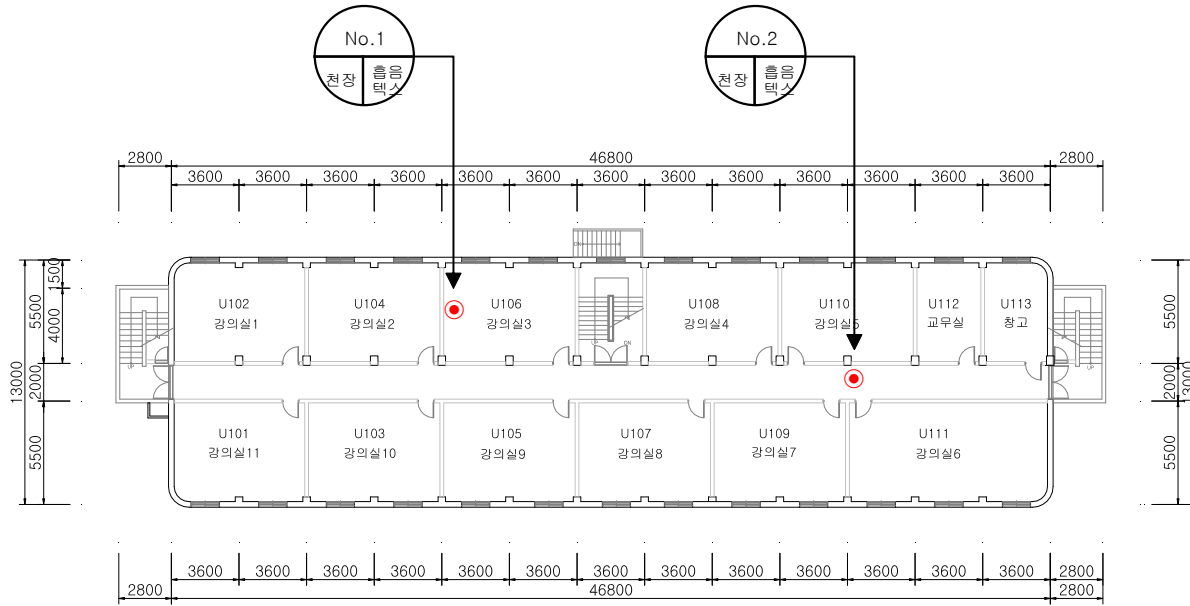 No.1
천장 흡음
텍스
No.2
천장 흡음
텍스
2800 46800 2800
3600 3600 3600 3600 3600 3600 3600 3600 3600 3600 3600 3600 3600
13000
5500
1500
4000
2000
5500
5500
2000
13000
5500
DN
U102
강의실1
U104
강의실2
U106
강의실3
U108
강의실4
U110
강의실5
U112
교무실
U113
창고
UP
UP
DN
UP
U101
강의실11
U103
강의실10
U105
강의실9
U107
강의실8
U109
강의실7
U111
강의실6
3600 3600 3600 3600 3600 3600 3600 3600 3600 3600 3600 3600 3600 2800
2800 46800 2800